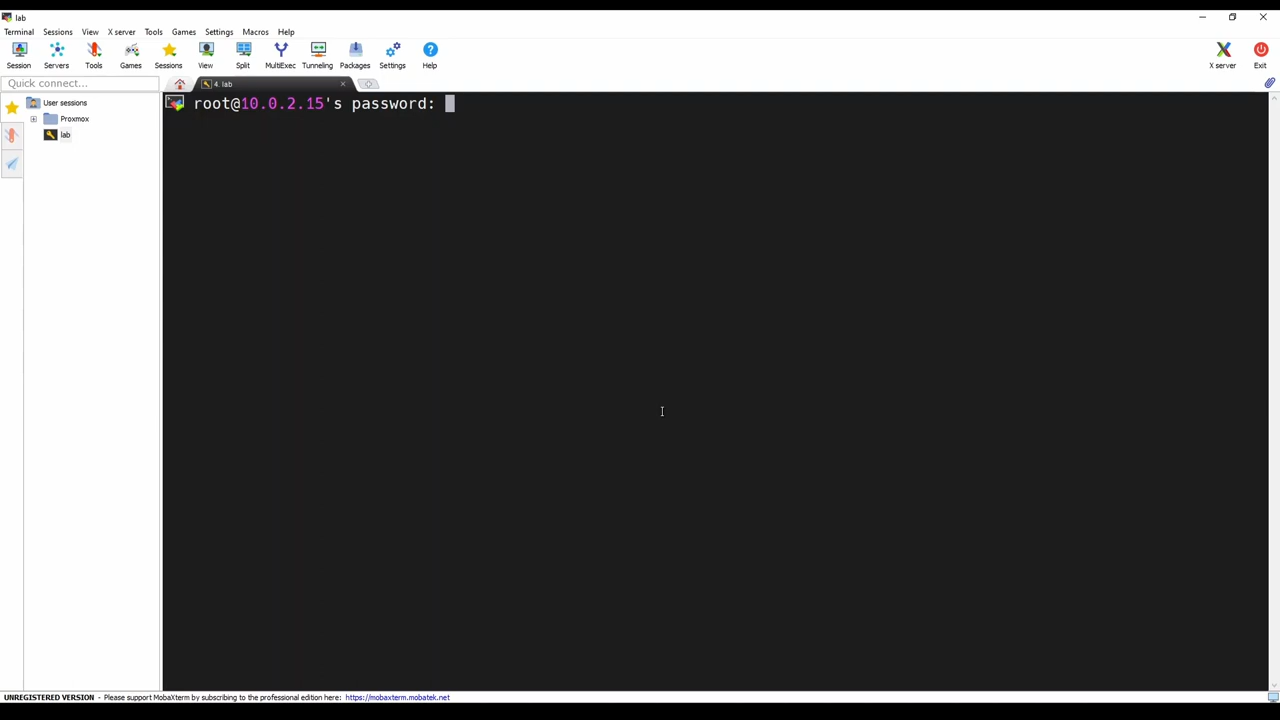 lab
Terminal Sessions View X server Tools Games Settings Macros Help
Session Servers Tools Games Sessions View Split MultiExec Tunneling Packages Settings Help X server Exit
Quick connect...
4. lab
User sessions
Proxmox
lab
root@10.0.2.15's password:
UNREGISTERED VERSION - Please support MobaXterm by subscribing to the professional edition here: https://mobaxterm.mobatek.net